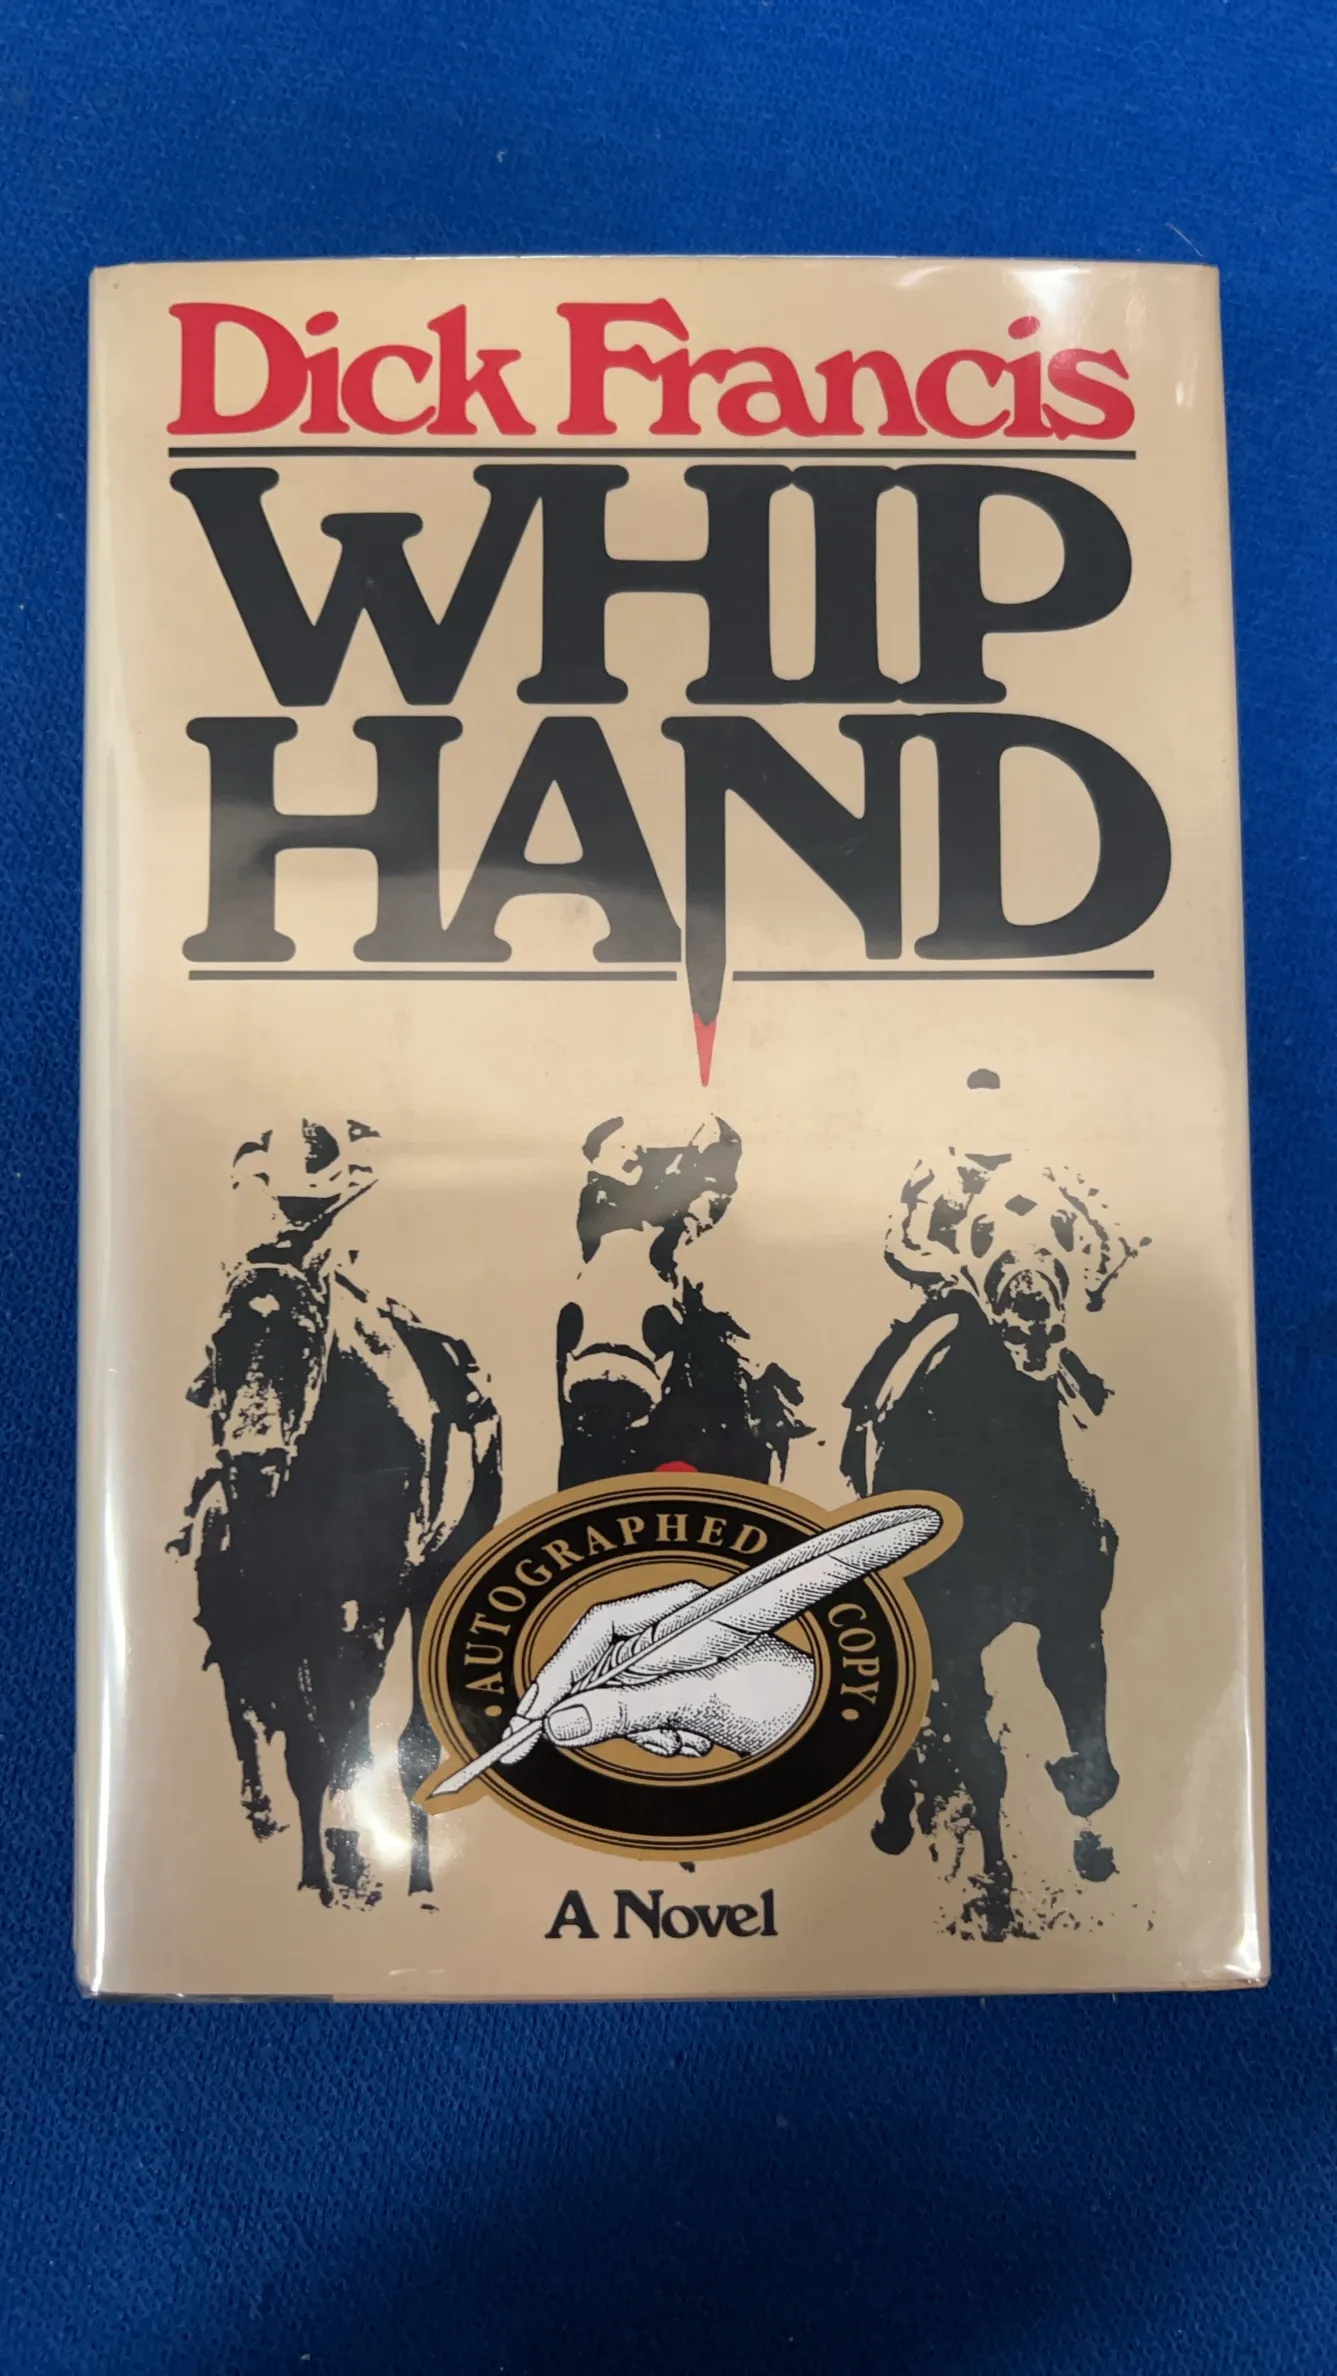 Dick Francis
WHIP
HAND
• AUTOGRAPHED COPY •
A Novel